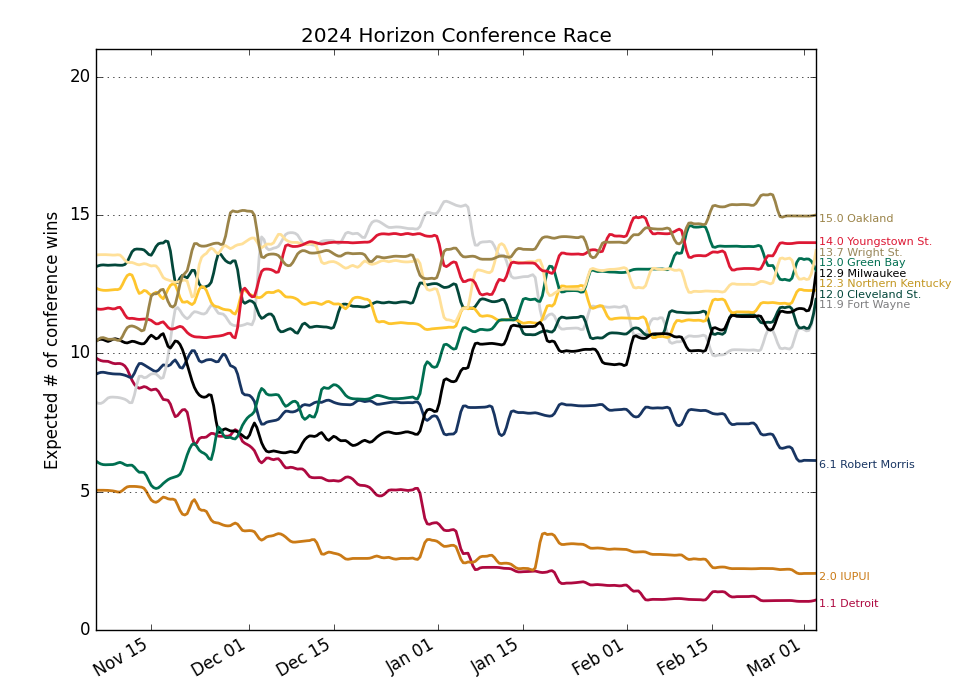 2024 Horizon Conference Race
Expected # of conference wins
20
15
10
5
0
15.0 Oakland
14.0 Youngstown St.
13.7 Wright St.
13.0 Green Bay
12.9 Milwaukee
12.3 Northern Kentucky
12.0 Cleveland St.
11.9 Fort Wayne
6.1 Robert Morris
2.0 IUPUI
1.1 Detroit
Nov 15
Dec 01
Dec 15
Jan 01
Jan 15
Feb 01
Feb 15
Mar 01